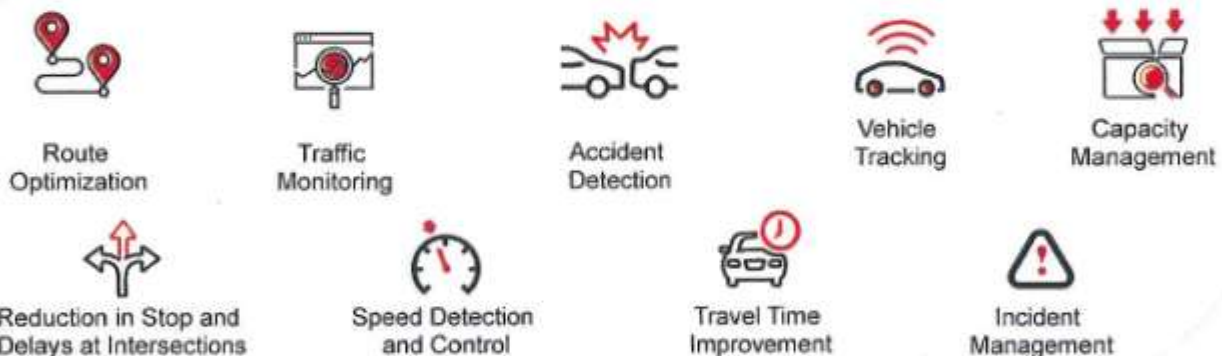 Route
Optimization
Traffic
Monitoring
Accident
Detection
Vehicle
Tracking
Capacity
Management
Reduction in Stop and
Delays at Intersections
Speed Detection
and Control
Travel Time
Improvement
Incident
Management